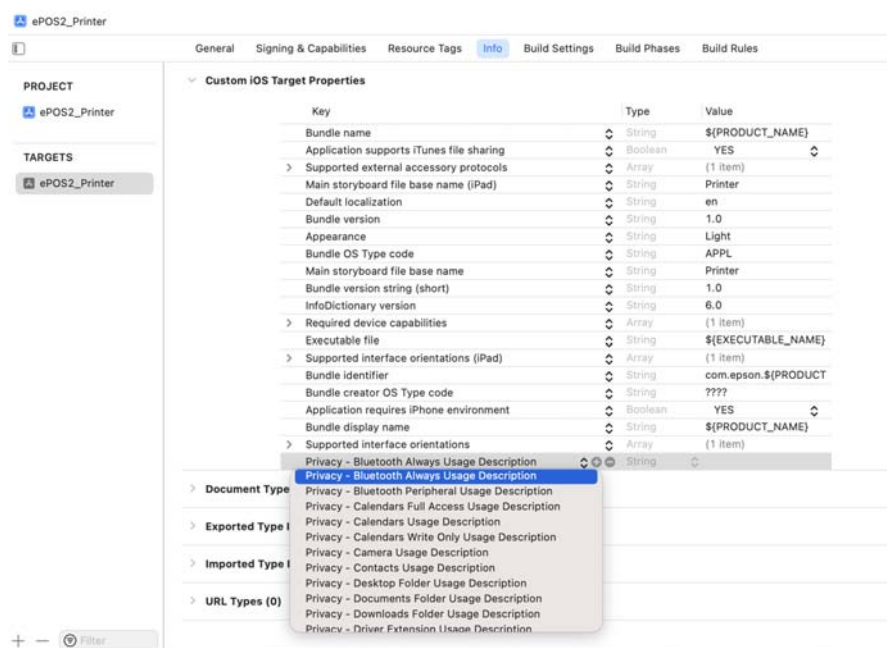 ePOS2_Printer
General Signing & Capabilities Resource Tags Info Build Settings Build Phases Build Rules
PROJECT
ePOS2_Printer
TARGETS
ePOS2_Printer
Custom iOS Target Properties
Key Type Value
Bundle name String ${PRODUCT_NAME}
Application supports iTunes file sharing Boolean YES
Supported external accessory protocols Array (1 item)
Main storyboard file base name (iPad) String Printer
Default localization String en
Bundle version String 1.0
Appearance String Light
Bundle OS Type code String APPL
Main storyboard file base name String Printer
Bundle version string (short) String 1.0
InfoDictionary version String 6.0
Required device capabilities Array (1 item)
Executable file String ${EXECUTABLE_NAME}
Supported interface orientations (iPad) Array (1 item)
Bundle identifier String com.epson.${PRODUCT
Bundle creator OS Type code String ????
Application requires iPhone environment Boolean YES
Bundle display name String ${PRODUCT_NAME}
Supported interface orientations Array (1 item)
Privacy - Bluetooth Always Usage Description String
Privacy - Bluetooth Always Usage Description
Privacy - Bluetooth Peripheral Usage Description
Privacy - Calendars Full Access Usage Description
Privacy - Calendars Usage Description
Privacy - Calendars Write Only Usage Description
Privacy - Camera Usage Description
Privacy - Contacts Usage Description
Privacy - Desktop Folder Usage Description
Privacy - Documents Folder Usage Description
Privacy - Downloads Folder Usage Description
Privacy - Driver Extension Usage Description
Document Type
Exported Type I
Imported Type I
URL Types (0)
Filter